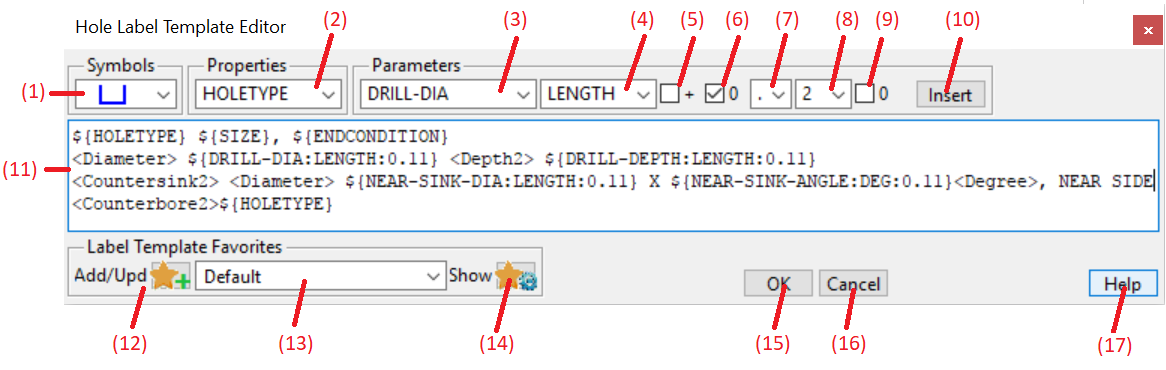 Hole Label Template Editor
x
(1) (2) (3) (4) (5) (6) (7) (8) (9) (10)
Symbols Properties Parameters
HOLETYPE DRILL-DIA LENGTH + 0 . 2 0 Insert
(11)
${HOLETYPE} ${SIZE}, ${ENDCONDITION}
<Diameter> ${DRILL-DIA:LENGTH:0.11} <Depth2> ${DRILL-DEPTH:LENGTH:0.11}
<Countersink2> <Diameter> ${NEAR-SINK-DIA:LENGTH:0.11} X ${NEAR-SINK-ANGLE:DEG:0.11}<Degree>, NEAR SIDE
<Counterbore2>${HOLETYPE}
Label Template Favorites
Add/Upd Default Show OK Cancel Help
(12) (13) (14) (15) (16) (17)